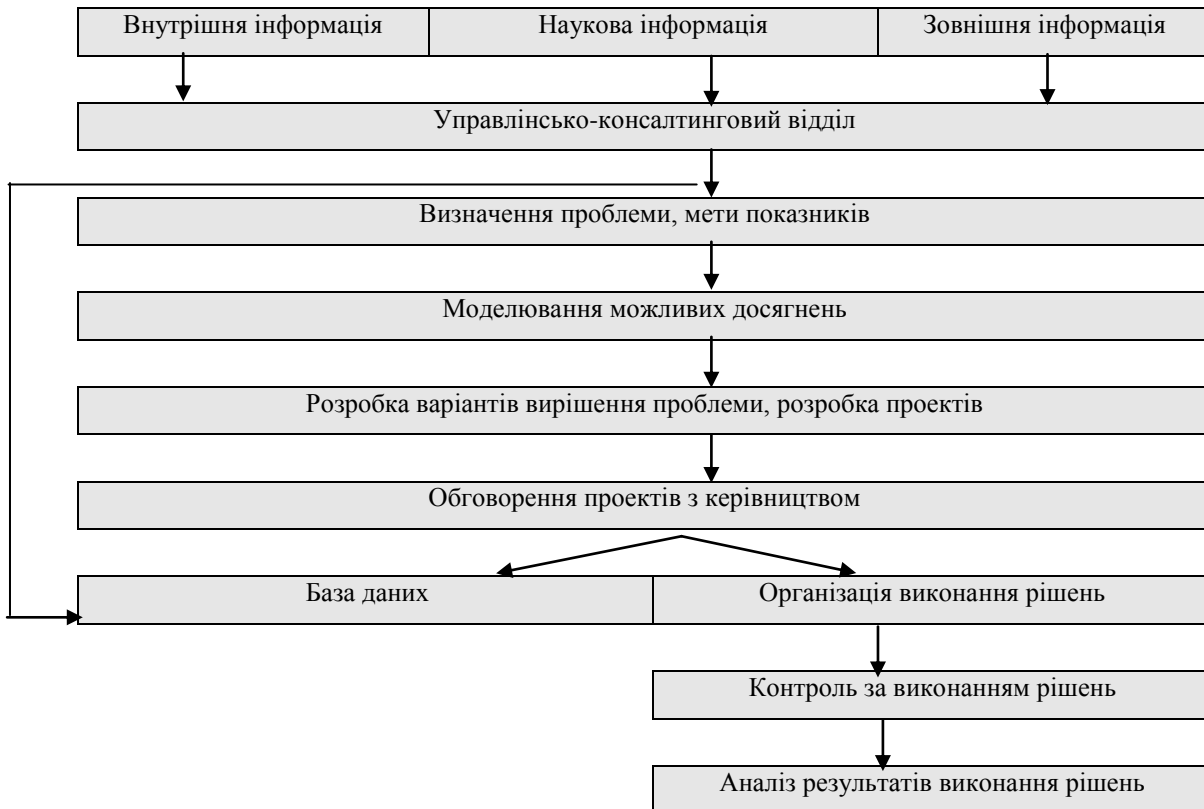 Внутрішня інформація
Наукова інформація
Зовнішня інформація
Управлінсько-консалтинговий відділ
Визначення проблеми, мети показників
Моделювання можливих досягнень
Розробка варіантів вирішення проблеми, розробка проектів
Обговорення проектів з керівництвом
База даних
Організація виконання рішень
Контроль за виконанням рішень
Аналіз результатів виконання рішень